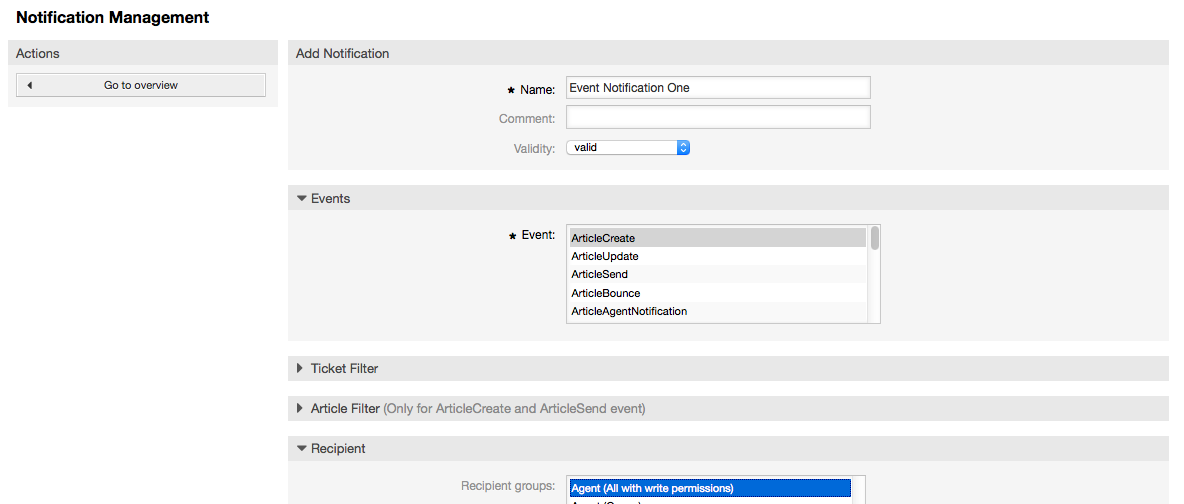 Notification Management
Actions
Go to overview
Add Notification
★ Name: Event Notification One
Comment:
Validity: valid
Events
★ Event: ArticleCreate
ArticleUpdate
ArticleSend
ArticleBounce
ArticleAgentNotification
Ticket Filter
Article Filter (Only for ArticleCreate and ArticleSend event)
Recipient
Recipient groups: Agent (All with write permissions)